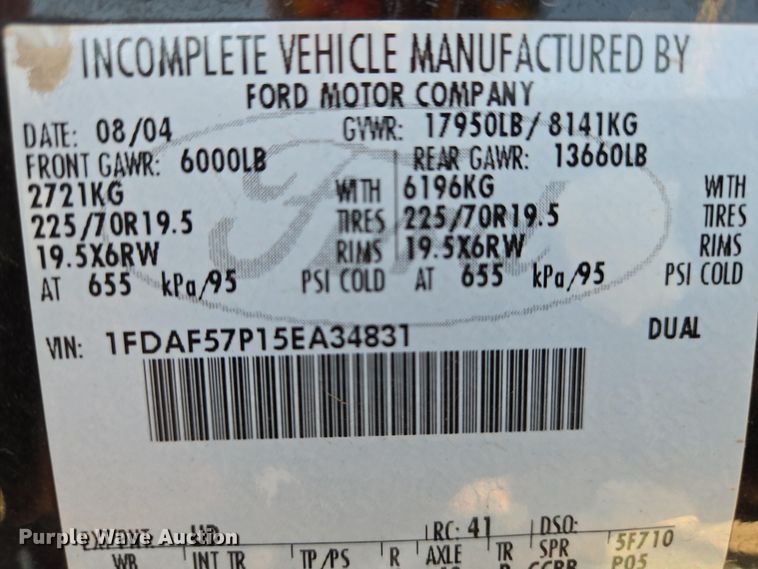 INCOMPLETE VEHICLE MANUFACTURED BY
FORD MOTOR COMPANY
DATE: 08/04 GVWR: 17950LB/ 8141KG
FRONT GAWR: 6000LB REAR GAWR: 13660LB
2721KG WITH 6196KG WITH
225/70R19.5 TIRES 225/70R19.5 TIRES
19.5X6RW RIMS 19.5X6RW RIMS
AT 655 kPa/95 PSI COLD AT 655 kPa/95 PSI COLD
VIN: 1FDAF57P15EA34831 DUAL
RC: 41 DSO:
WB INT TR TP/PS R AXLE TR SPR 5F710
P05
Purple Wave Auction